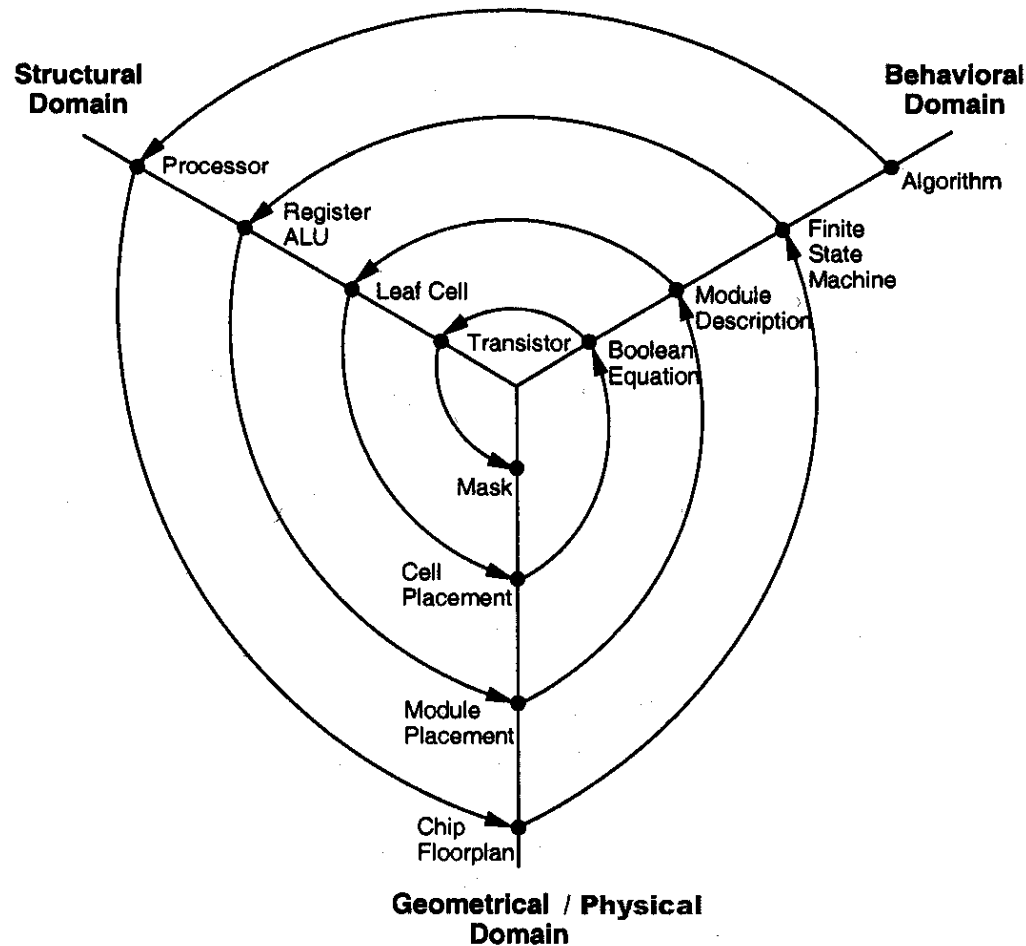 Structural
Domain
Behavioral
Domain
Processor
Algorithm
Register
ALU
Finite
State
Machine
Leaf Cell
Module
Description
Transistor
Boolean
Equation
Mask
Cell
Placement
Module
Placement
Chip
Floorplan
Geometrical / Physical
Domain